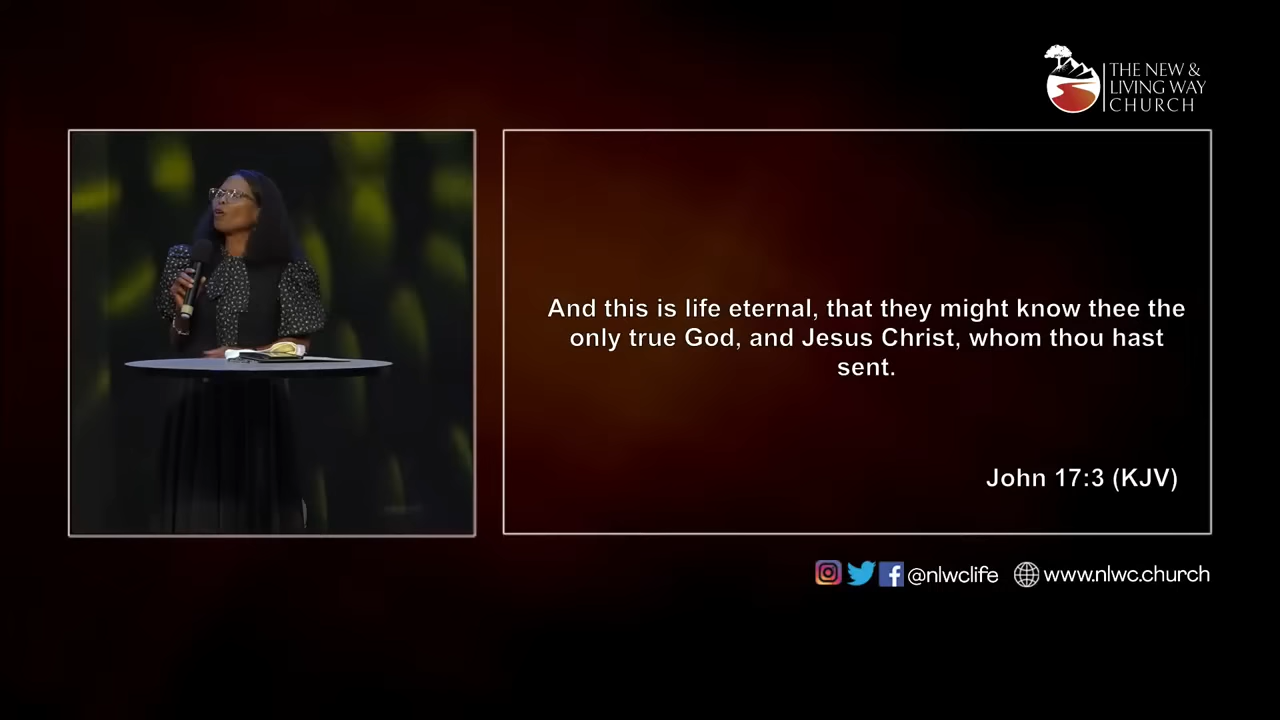 THE NEW &
LIVING WAY
CHURCH
And this is life eternal, that they might know thee the
only true God, and Jesus Christ, whom thou hast
sent.
John 17:3 (KJV)
@nlwclife www.nlwc.church